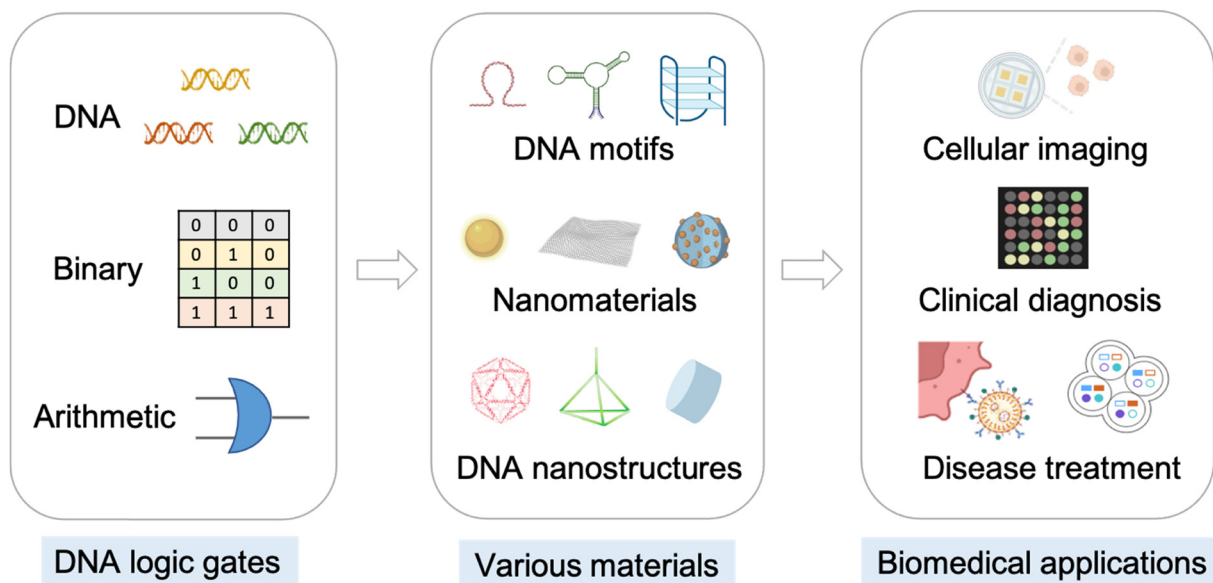 DNA
Binary
0 0 0
0 1 0
1 0 0
1 1 1
Arithmetic
DNA logic gates
DNA motifs
Nanomaterials
DNA nanostructures
Various materials
Cellular imaging
Clinical diagnosis
Disease treatment
Biomedical applications